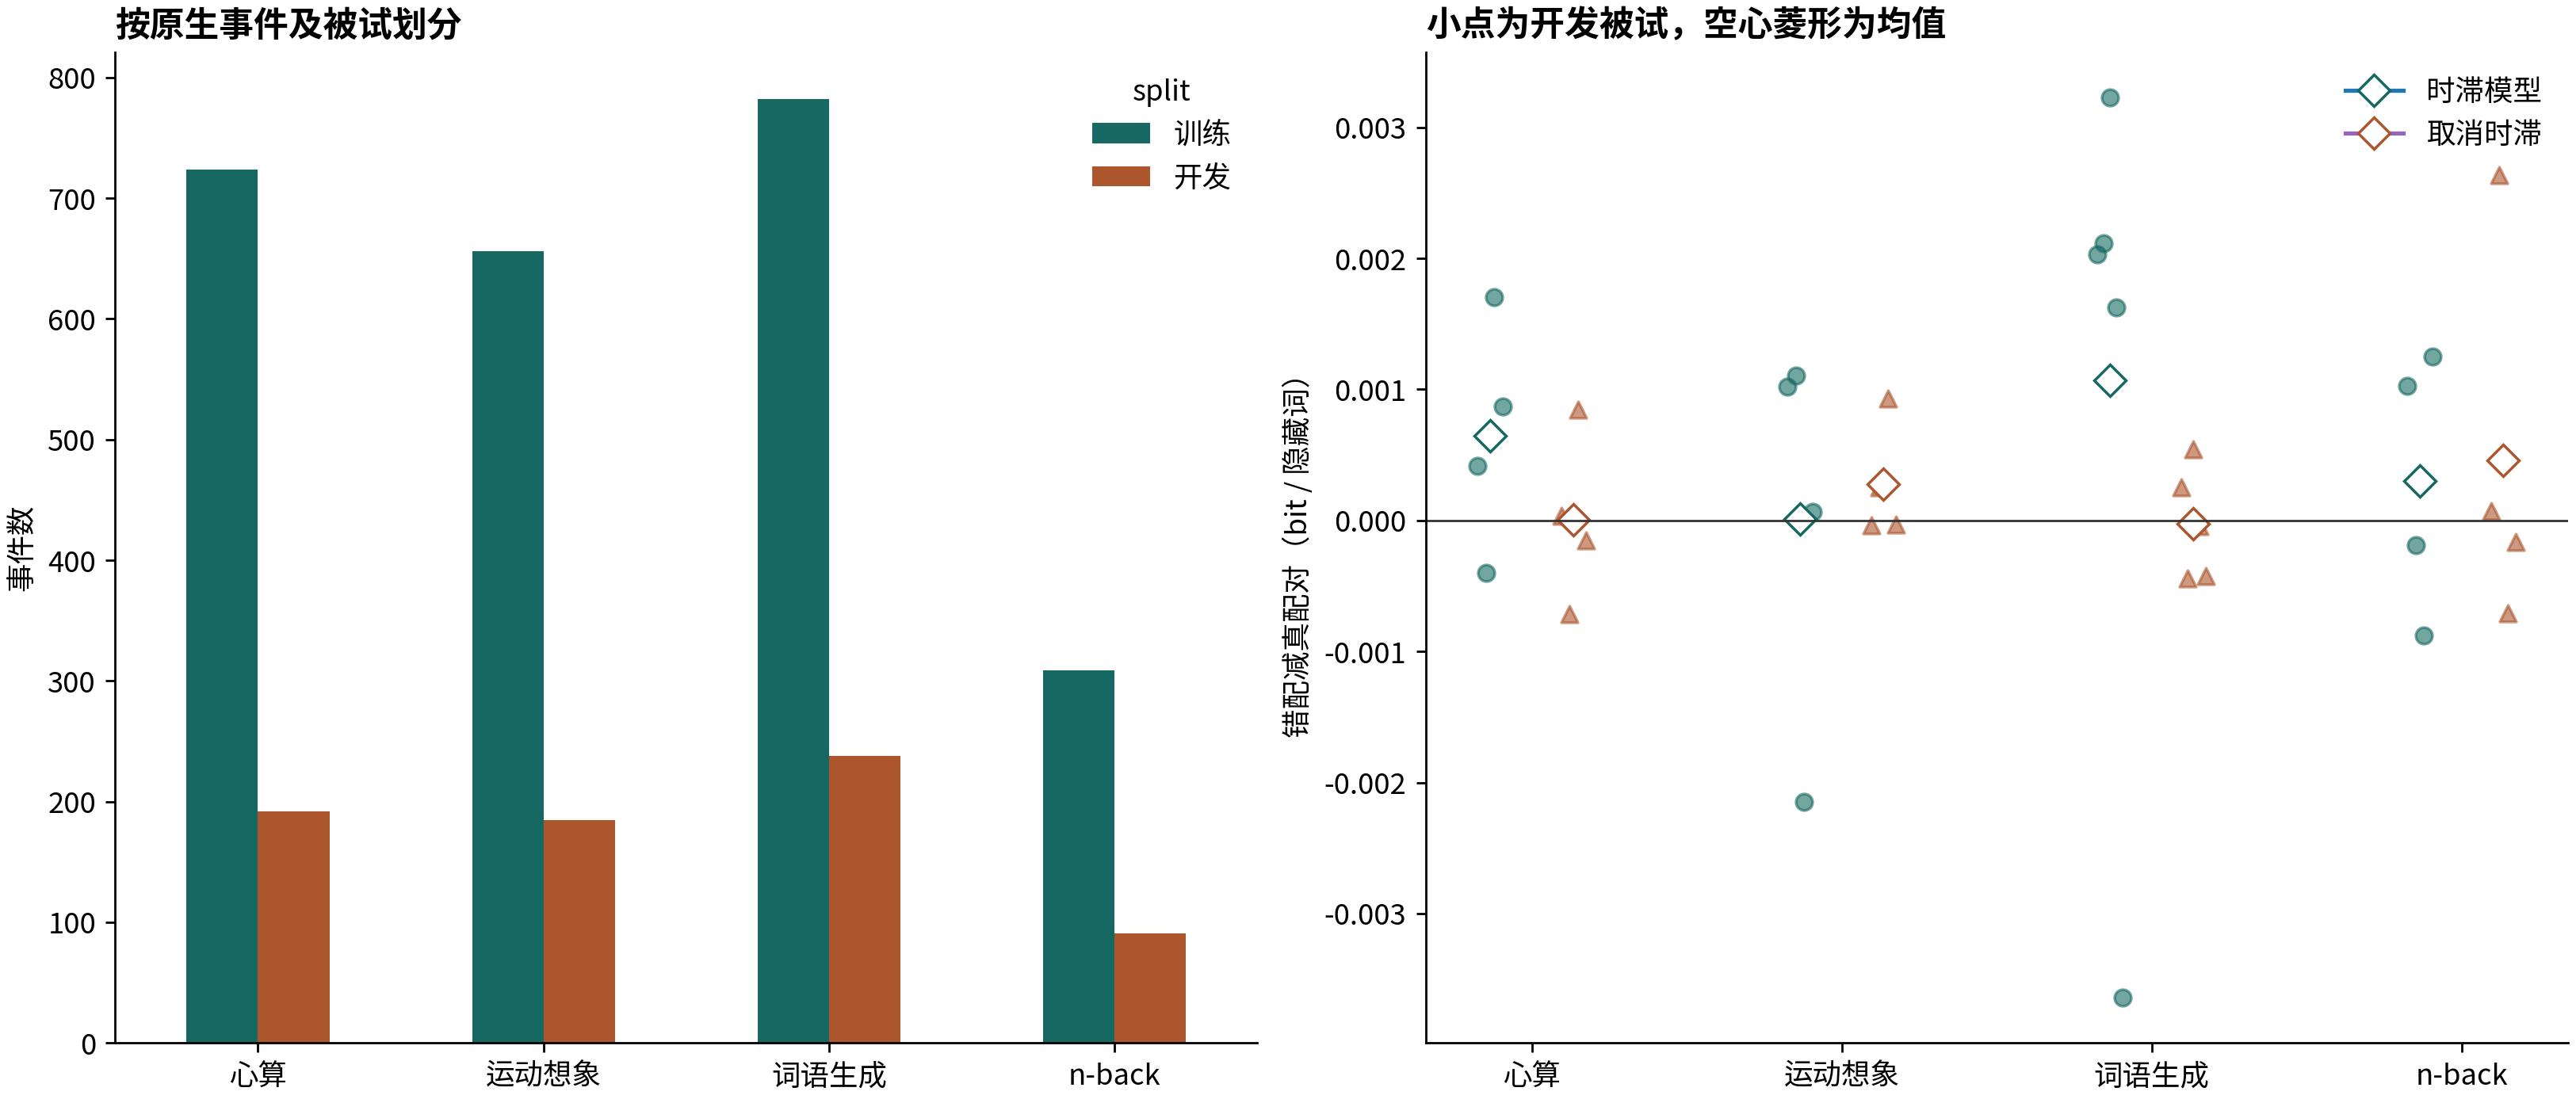 按原生事件及被试划分
800
700
600
500
400
300
200
100
0
事件数
split
训练
开发
心算
运动想象
词语生成
n-back
小点为开发被试，空心菱形为均值
0.003
0.002
0.001
0.000
-0.001
-0.002
-0.003
错配减真配对（bit / 隐藏词）
时滞模型
取消时滞
心算
运动想象
词语生成
n-back